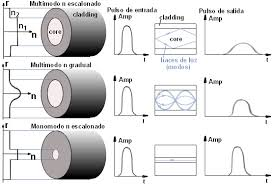 Multimodo n escalonado
Pulso de entrada
Pulso de salida
r
n₂
n₁
n
cladding
core
Amp
t
cladding
core
Haces de luz
(modos)
Amp
t
Multimodo n gradual
r
n
Amp
t
Amp
t
Monomodo n escalonado
r
n
Amp
t
Amp
t